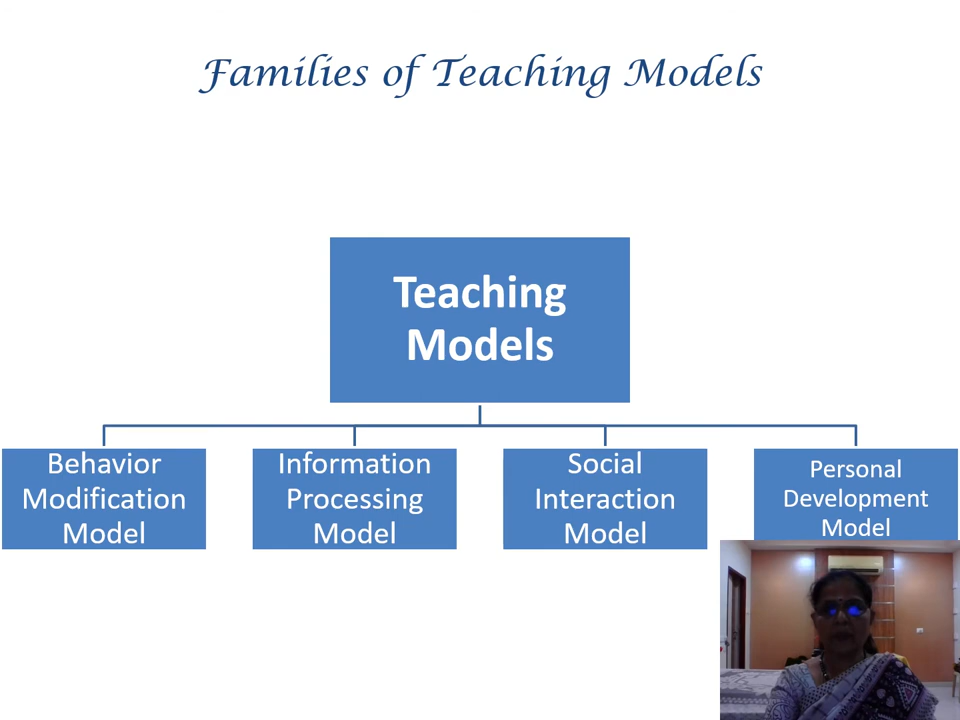 Families of Teaching Models
Teaching
Models
Behavior
Modification
Model
Information
Processing
Model
Social
Interaction
Model
Personal
Development
Model